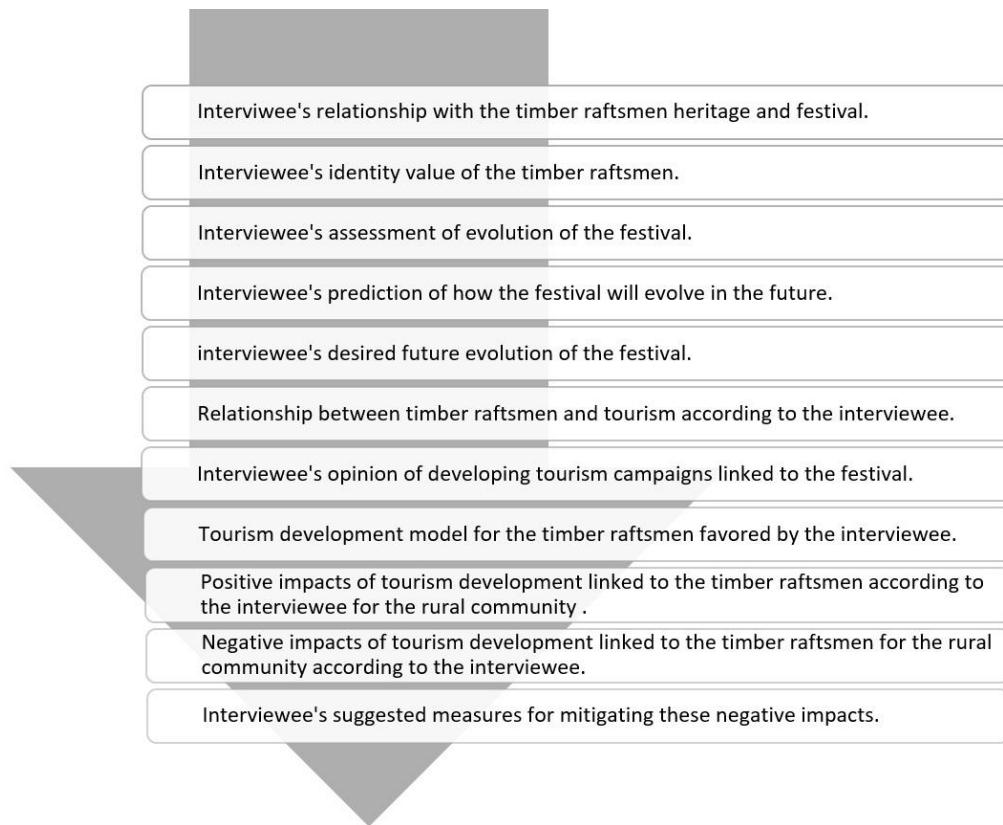 Interviwee's relationship with the timber raftsmen heritage and festival.
Interviewee's identity value of the timber raftsmen.
Interviewee's assessment of evolution of the festival.
Interviewee's prediction of how the festival will evolve in the future.
interviewee's desired future evolution of the festival.
Relationship between timber raftsmen and tourism according to the interviewee.
Interviewee's opinion of developing tourism campaigns linked to the festival.
Tourism development model for the timber raftsmen favored by the interviewee.
Positive impacts of tourism development linked to the timber raftsmen according to
the interviewee for the rural community .
Negative impacts of tourism development linked to the timber raftsmen for the rural
community according to the interviewee.
Interviewee's suggested measures for mitigating these negative impacts.